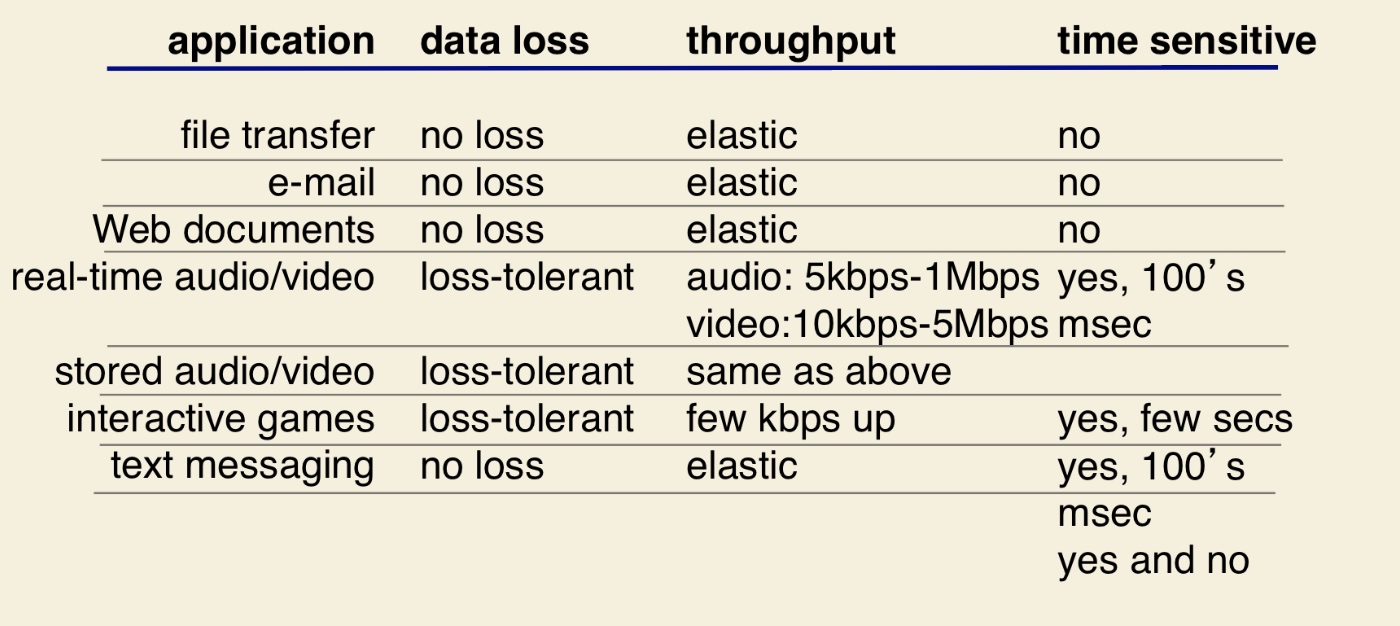 application data loss throughput time sensitive
file transfer no loss elastic no
e-mail no loss elastic no
Web documents no loss elastic no
real-time audio/video loss-tolerant audio: 5kbps-1Mbps yes, 100’s
video:10kbps-5Mbps msec
stored audio/video loss-tolerant same as above
interactive games loss-tolerant few kbps up yes, few secs
text messaging no loss elastic yes, 100’s
msec
yes and no